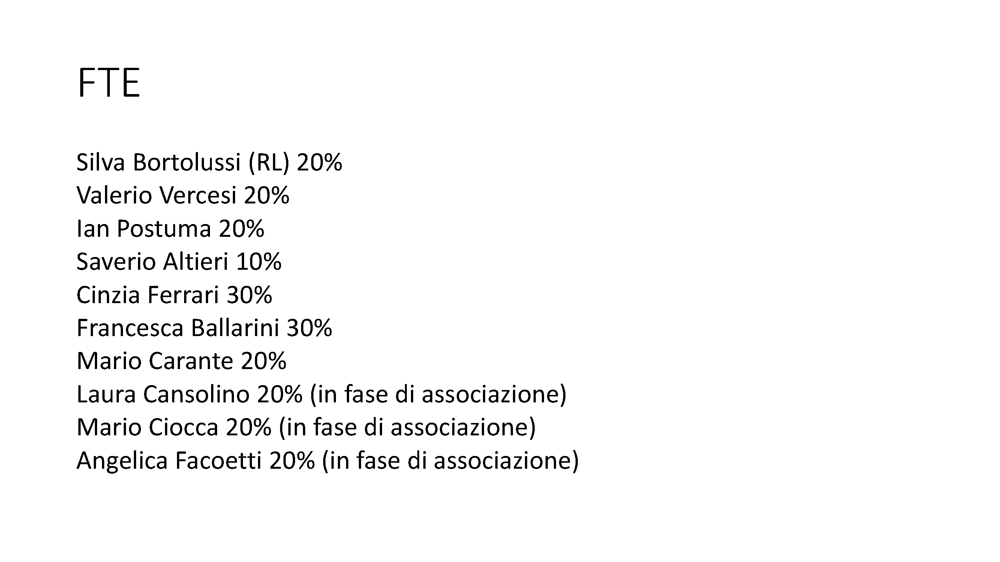 FTE
Silva Bortolussi (RL) 20%
Valerio Vercesi 20%
Ian Postuma 20%
Saverio Altieri 10%
Cinzia Ferrari 30%
Francesca Ballarini 30%
Mario Carante 20%
Laura Cansolino 20% (in fase di associazione)
Mario Ciocca 20% (in fase di associazione)
Angelica Facoetti 20% (in fase di associazione)